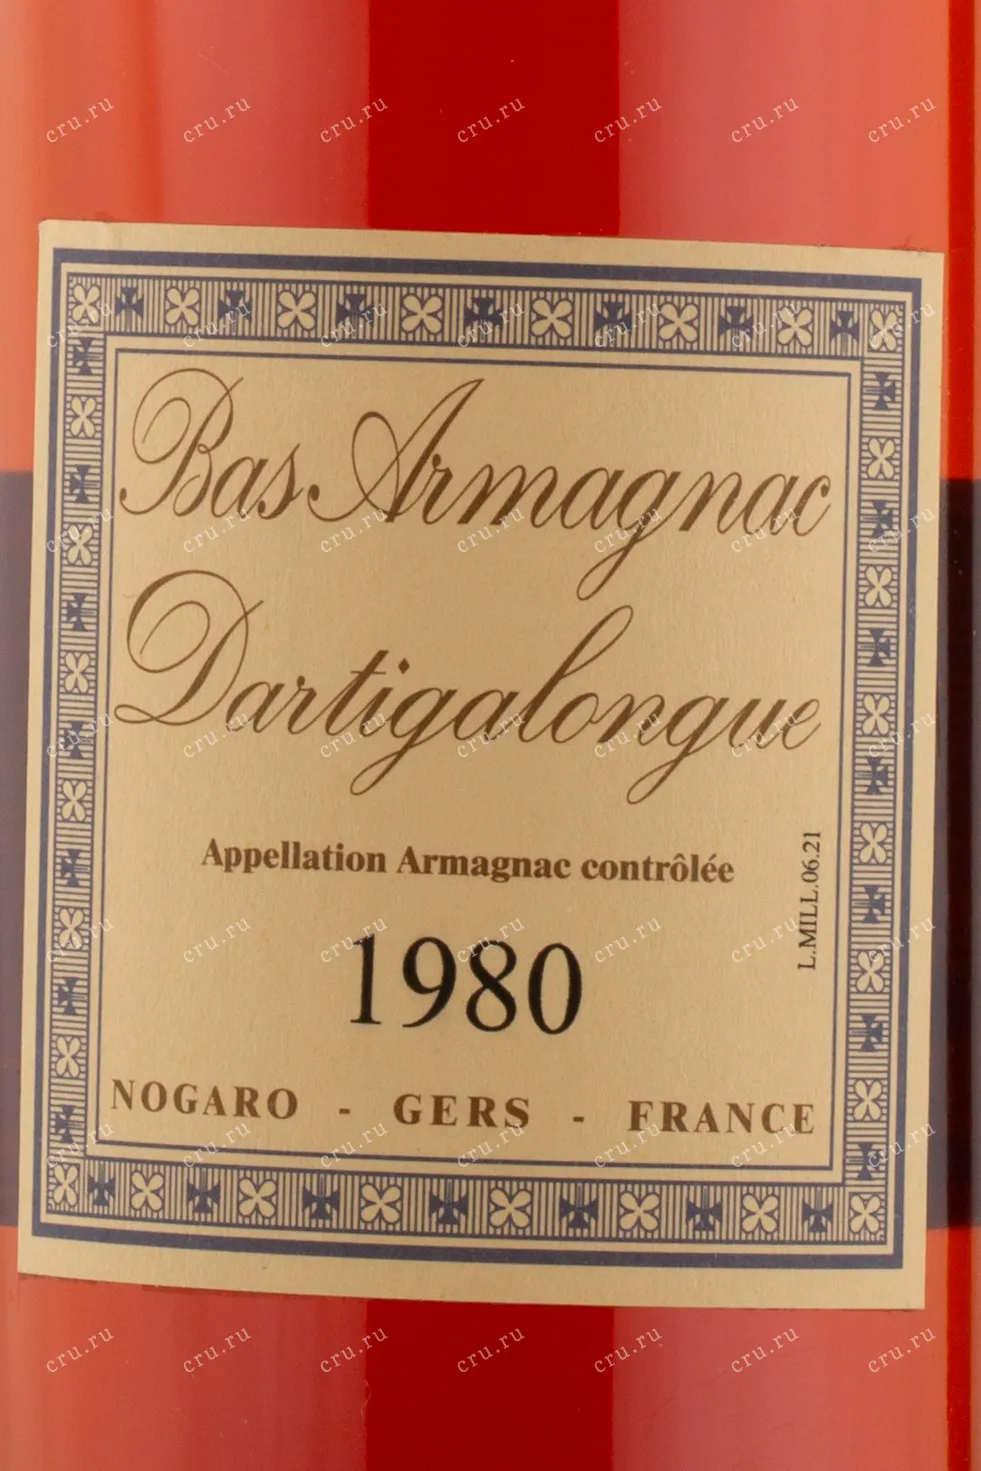 Bas Armagnac
Dartigalongue
Appellation Armagnac contrôlée
L.MILL.06.21
1980
NOGARO - GERS - FRANCE
cru.ru